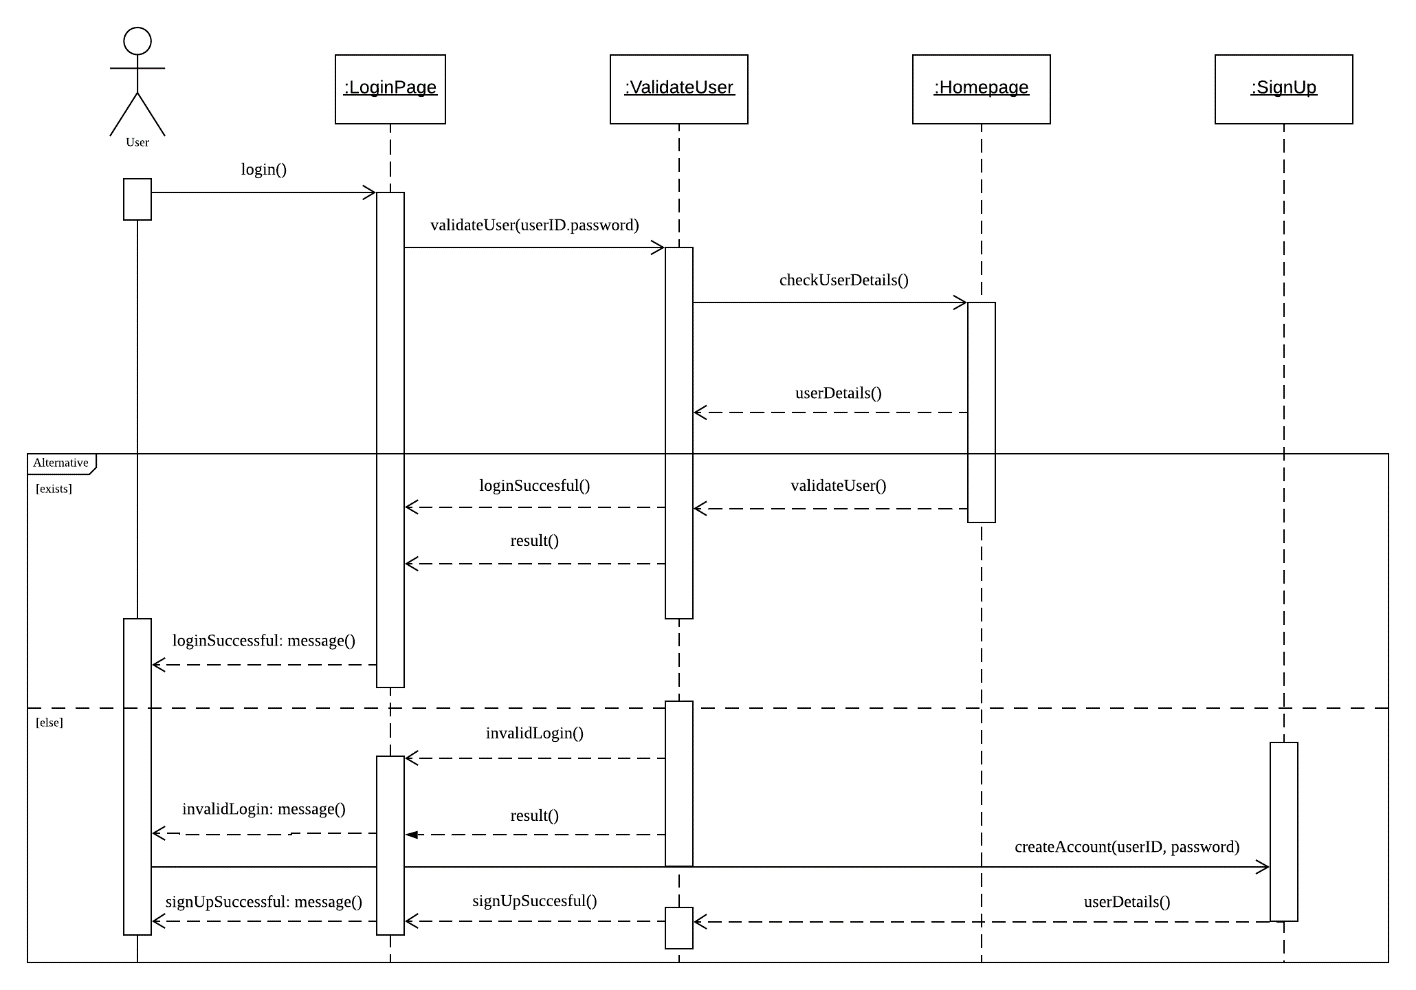 :LoginPage
:ValidateUser
:Homepage
:SignUp
User
login()
validateUser(userID.password)
checkUserDetails()
userDetails()
Alternative
[exists]
loginSuccesful()
validateUser()
result()
loginSuccessful: message()
[else]
invalidLogin()
invalidLogin: message()
result()
createAccount(userID, password)
signUpSuccessful: message()
signUpSuccesful()
userDetails()